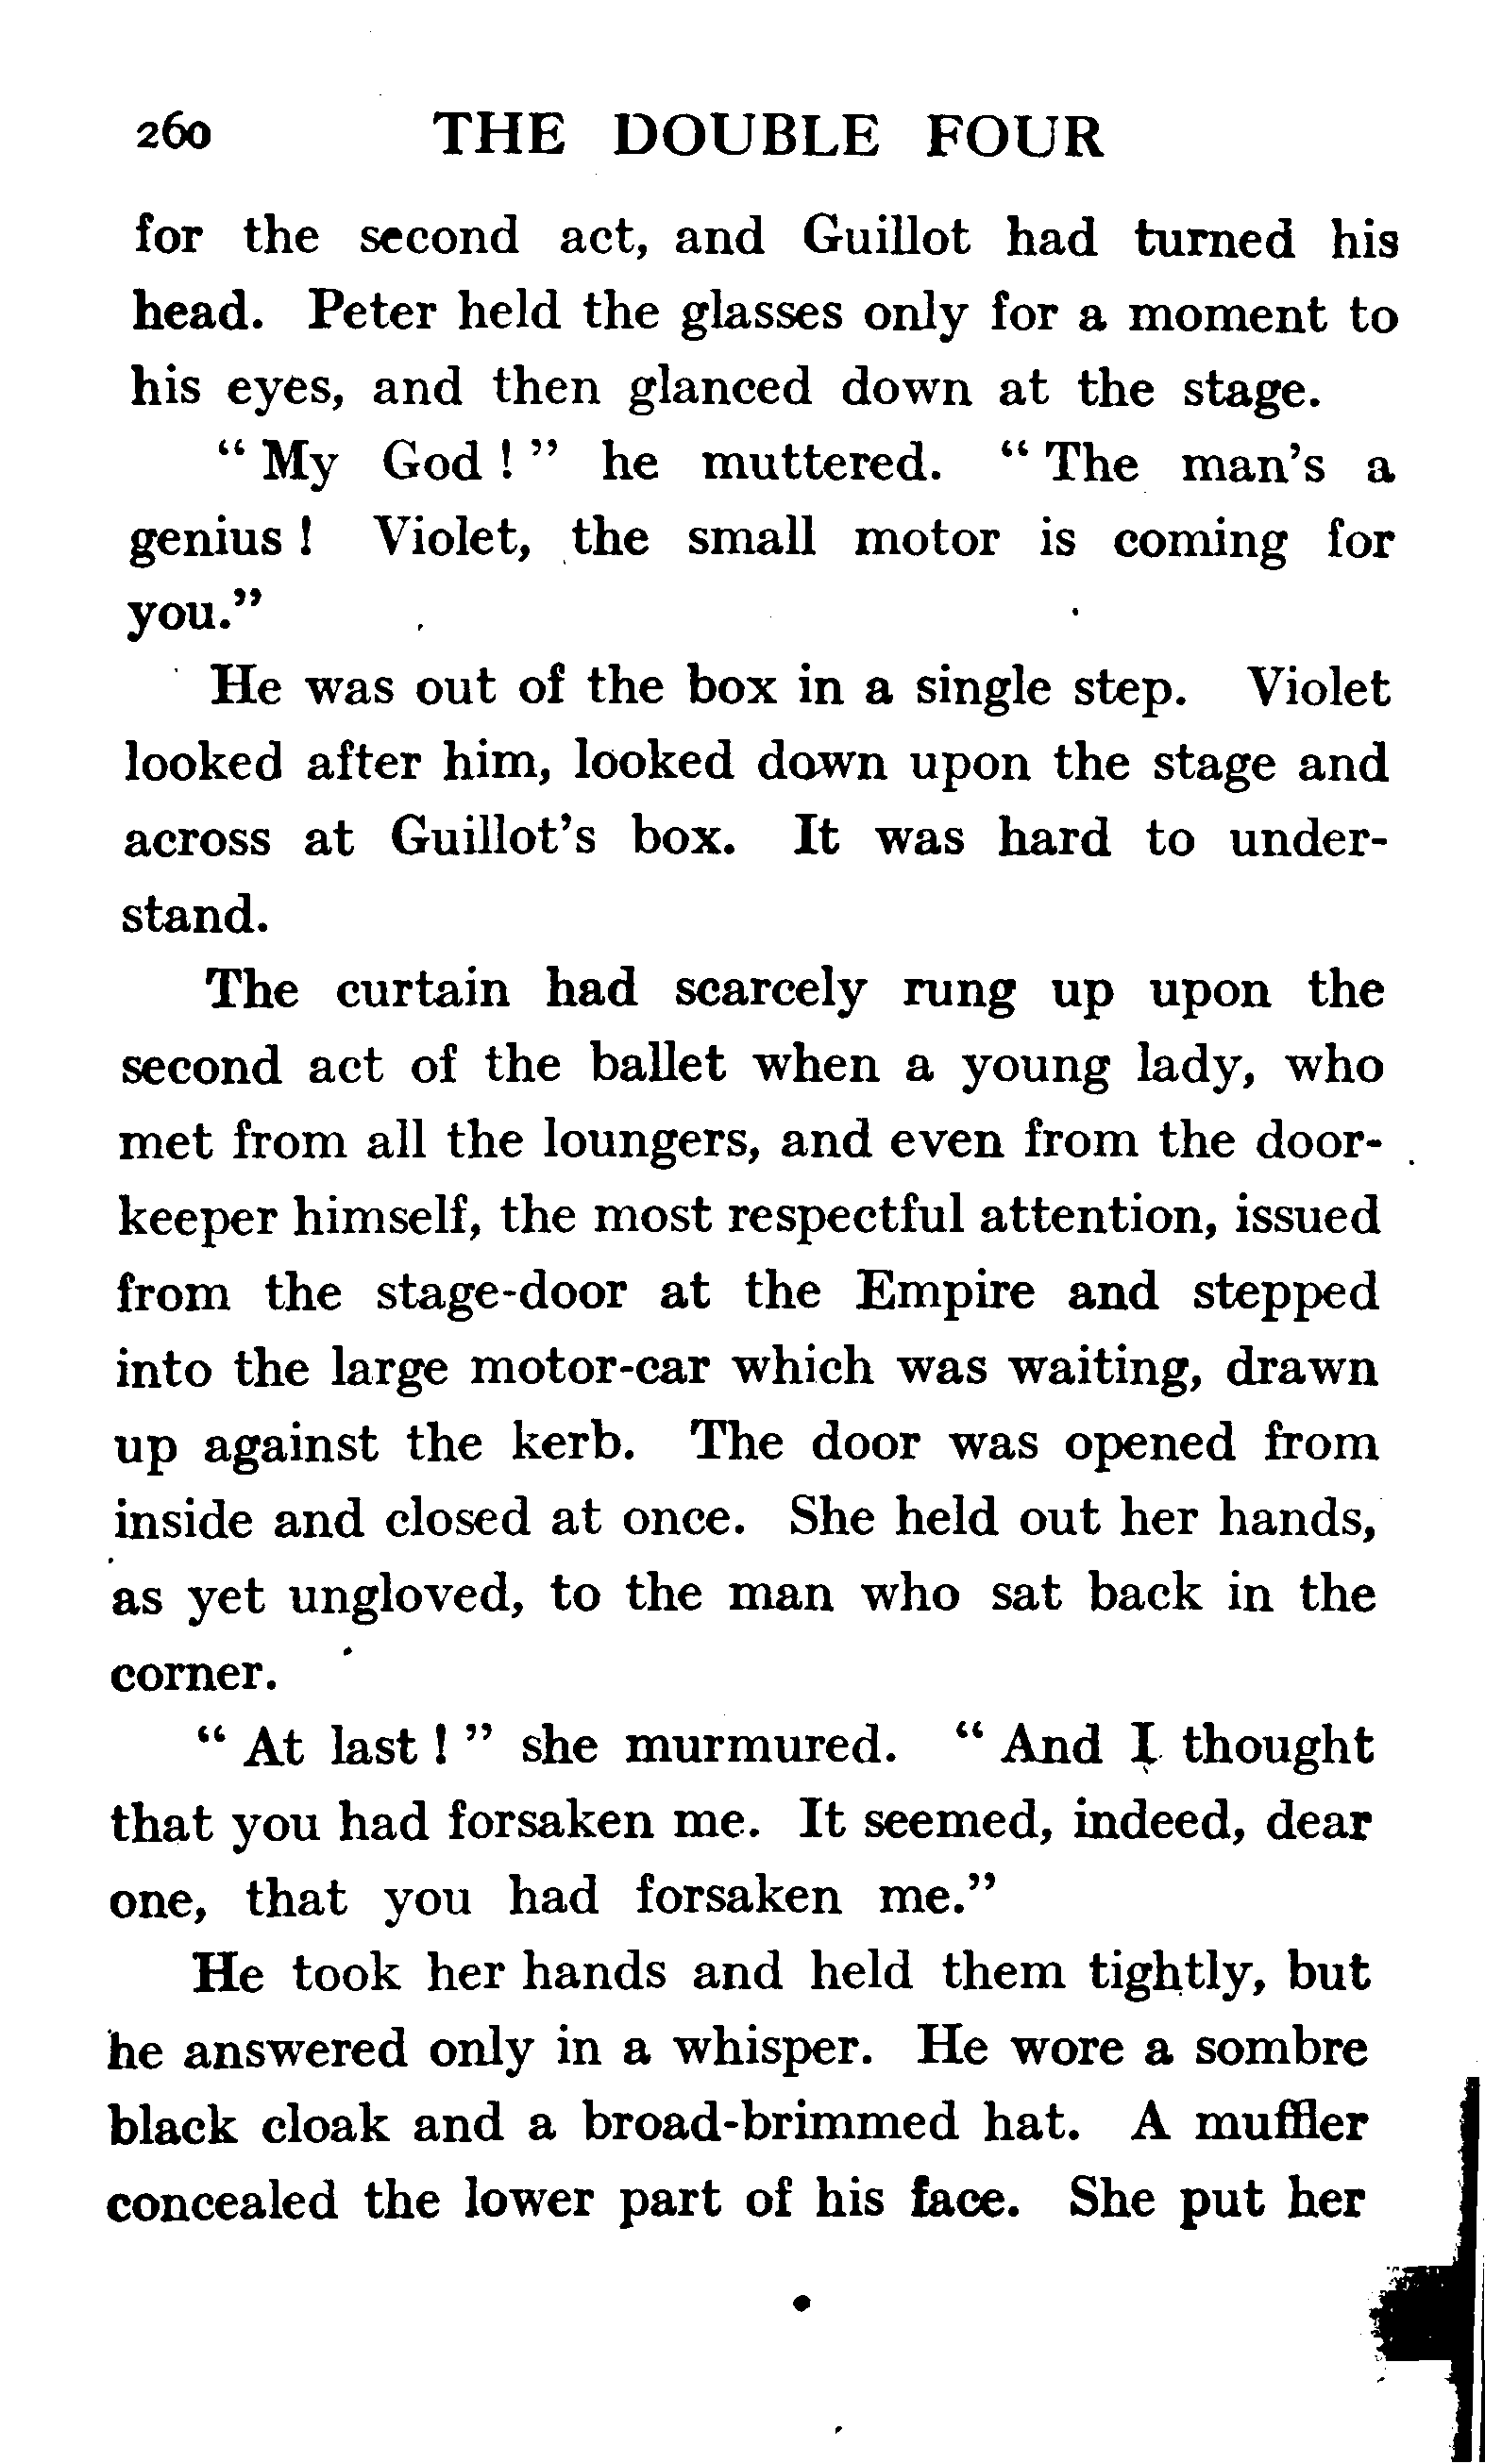 260 THE DOUBLE FOUR
for the second act, and Guillot had turned his
head. Peter held the glasses only for a moment to
his eyes, and then glanced down at the stage.
“ My God ! ” he muttered. “ The man’s a
genius ! Violet, the small motor is coming for
you.”
He was out of the box in a single step. Violet
looked after him, looked down upon the stage and
across at Guillot’s box. It was hard to under-
stand.
The curtain had scarcely rung up upon the
second act of the ballet when a young lady, who
met from all the loungers, and even from the door-
keeper himself, the most respectful attention, issued
from the stage-door at the Empire and stepped
into the large motor-car which was waiting, drawn
up against the kerb. The door was opened from
inside and closed at once. She held out her hands,
as yet ungloved, to the man who sat back in the
corner.
“ At last ! ” she murmured. “ And I thought
that you had forsaken me. It seemed, indeed, dear
one, that you had forsaken me.”
He took her hands and held them tightly, but
he answered only in a whisper. He wore a sombre
black cloak and a broad-brimmed hat. A muffler
concealed the lower part of his face. She put her